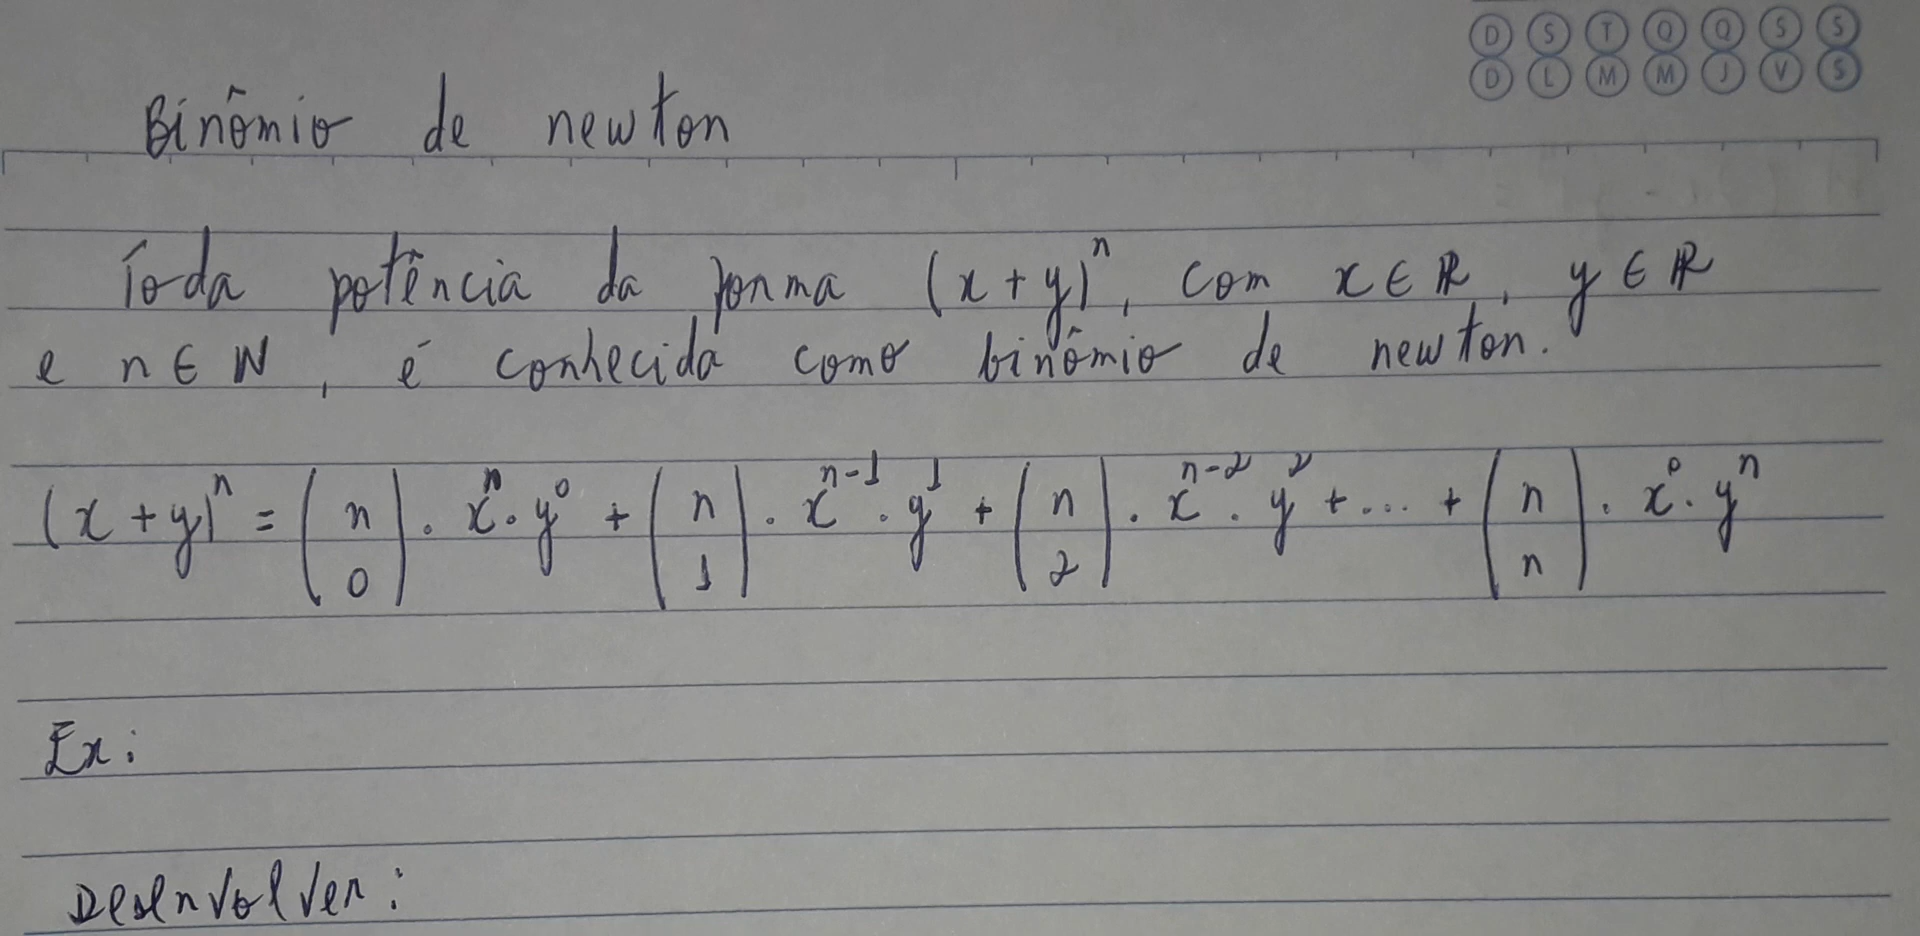 D S T Q Q S S
D L M M J V S
Binômio de newton
Toda potência da forma (x + y)ⁿ, com x ∈ ℝ, y ∈ ℝ
e n ∈ ℕ, é conhecida como binômio de newton.
(x + y)ⁿ = (n 0) . xⁿ . y⁰ + (n 1) . xⁿ⁻¹ . y¹ + (n 2) . xⁿ⁻² . y² + ... + (n n) . x⁰ . yⁿ
Ex:
Desenvolver: